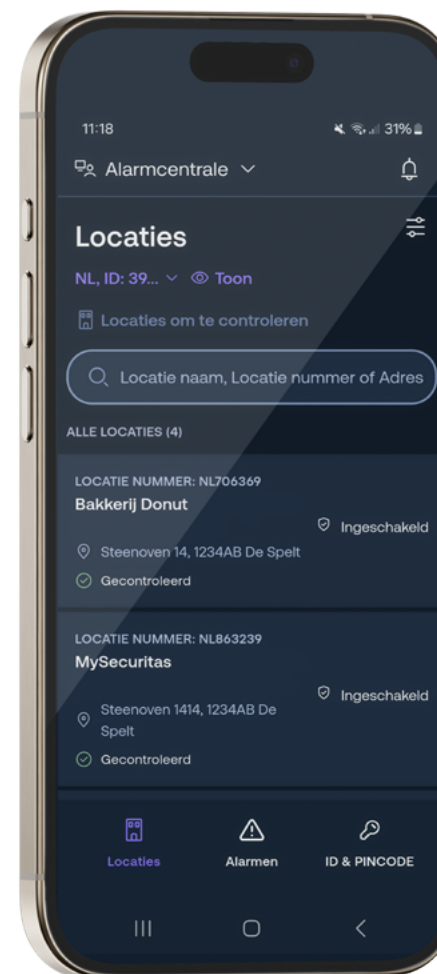 11:18 31%
Alarmcentrale
Locaties
NL, ID: 39... Toon
Locaties om te controleren
Locatie naam, Locatie nummer of Adres
ALLE LOCATIES (4)
LOCATIE NUMMER: NL706369
Bakkerij Donut
Ingeschakeld
Steenoven 14, 1234AB De Spelt
Gecontroleerd
LOCATIE NUMMER: NL863239
MySecuritas
Ingeschakeld
Steenoven 1414, 1234AB De
Spelt
Gecontroleerd
Locaties Alarmen ID & PINCODE